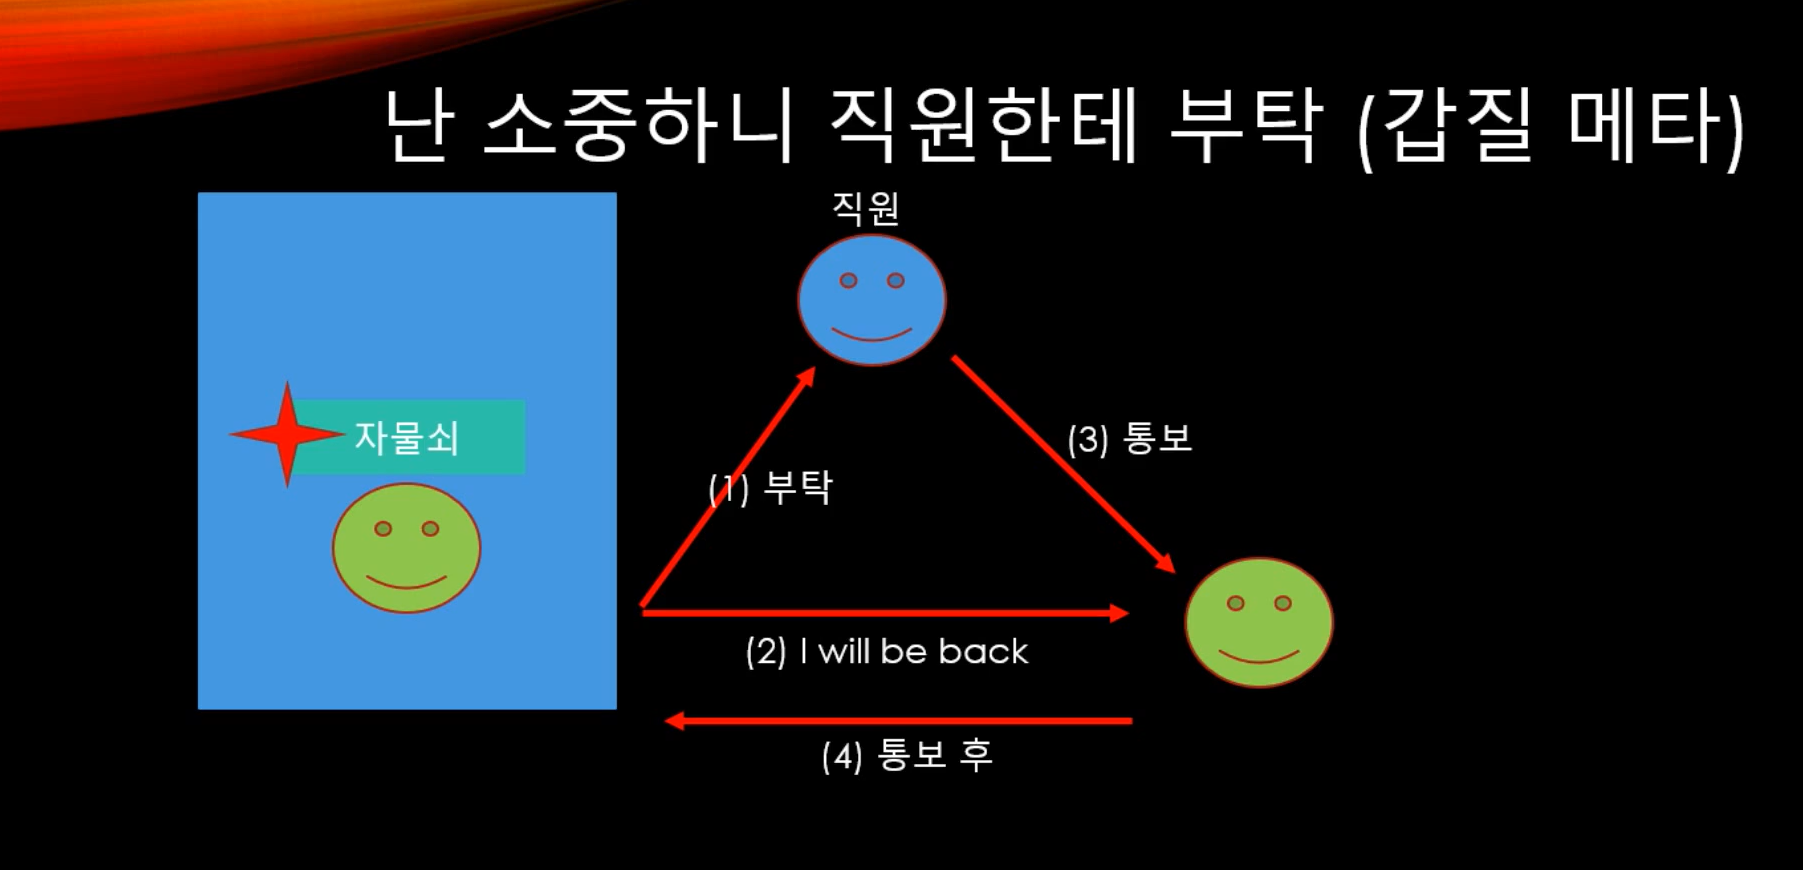 난 소중하니 직원한테 부탁 (갑질 메타)
직원
자물쇠
(1) 부탁
(3) 통보
(2) I will be back
(4) 통보 후